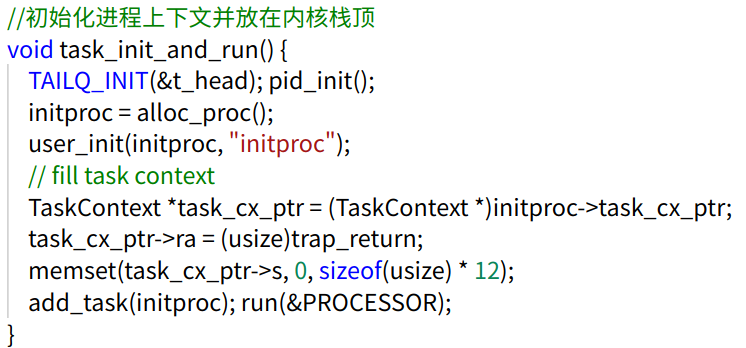 //初始化进程上下文并放在内核栈顶
void task_init_and_run() {
    TAILQ_INIT(&t_head); pid_init();
    initproc = alloc_proc();
    user_init(initproc, "initproc");
    // fill task context
    TaskContext *task_cx_ptr = (TaskContext *)initproc->task_cx_ptr;
    task_cx_ptr->ra = (usize)trap_return;
    memset(task_cx_ptr->s, 0, sizeof(usize) * 12);
    add_task(initproc); run(&PROCESSOR);
}